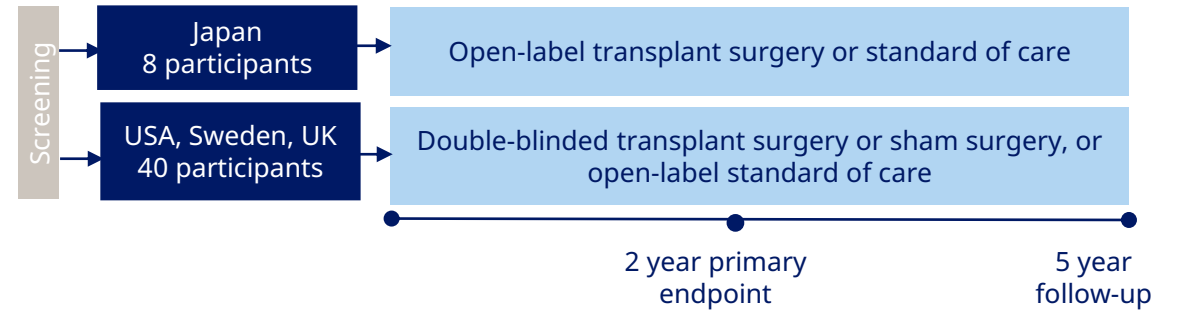 Screening
Japan
8 participants
Open-label transplant surgery or standard of care
USA, Sweden, UK
40 participants
Double-blinded transplant surgery or sham surgery, or
open-label standard of care
2 year primary
endpoint
5 year
follow-up